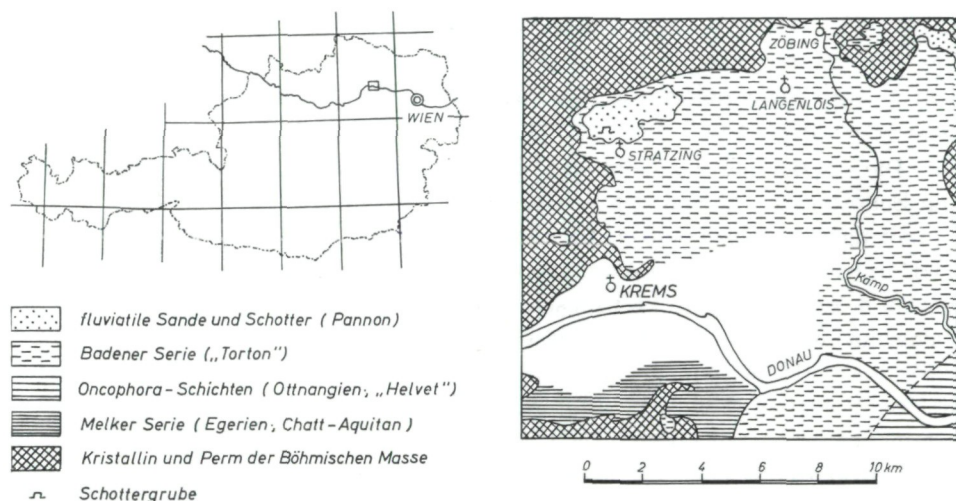 WIEN
fluviatile Sande und Schotter ( Pannon)
Badener Serie („Torton")
Oncophora-Schichten ( Ottnangien-, „Helvet")
Melker Serie ( Egerien-, Chatt-Aquitan )
Kristallin und Perm der Böhmischen Masse
Schottergrube
ZÖBING
LANGENLOIS
STRATZING
KREMS
Kamp
DONAU
0 2 4 6 8 10 km